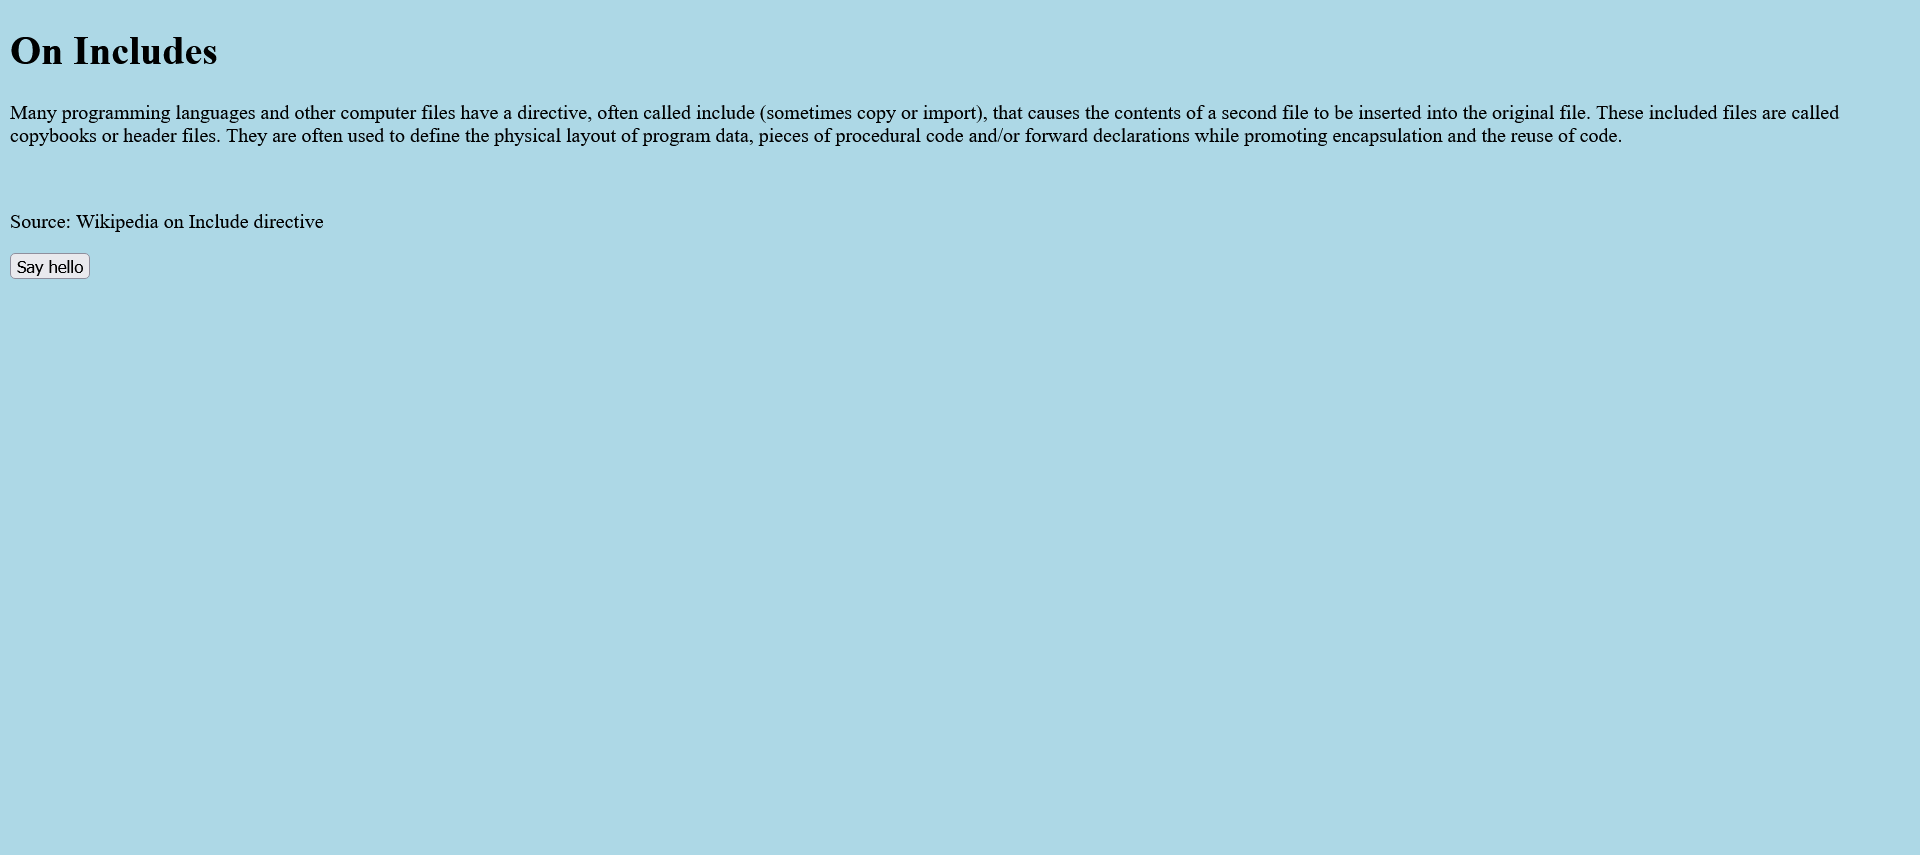 On Includes
Many programming languages and other computer files have a directive, often called include (sometimes copy or import), that causes the contents of a second file to be inserted into the original file. These included files are called
copybooks or header files. They are often used to define the physical layout of program data, pieces of procedural code and/or forward declarations while promoting encapsulation and the reuse of code.
Source: Wikipedia on Include directive
Say hello